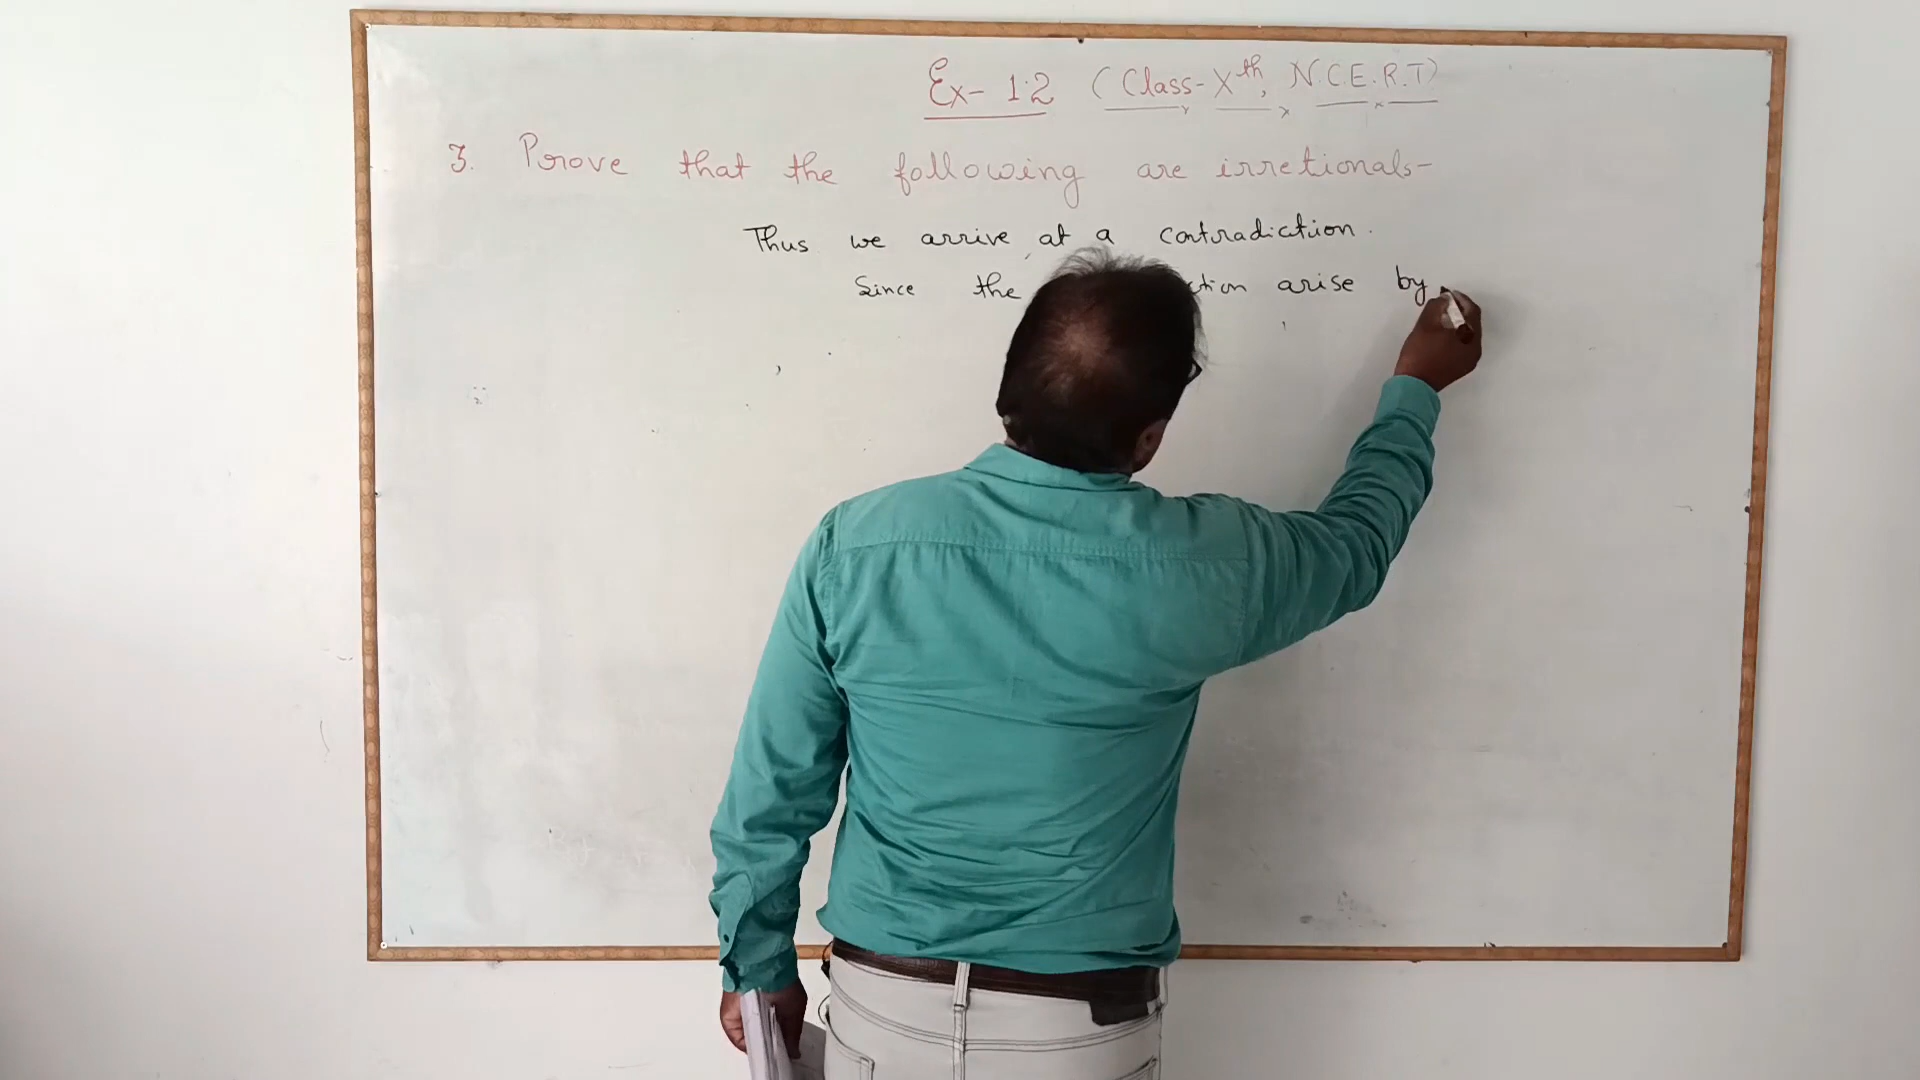 Ex- 1.2 (Class- Xth, N.C.E.R.T)
3. Prove that the following are irretionals-
Thus we arrive at a contradiction.
Since the arise by